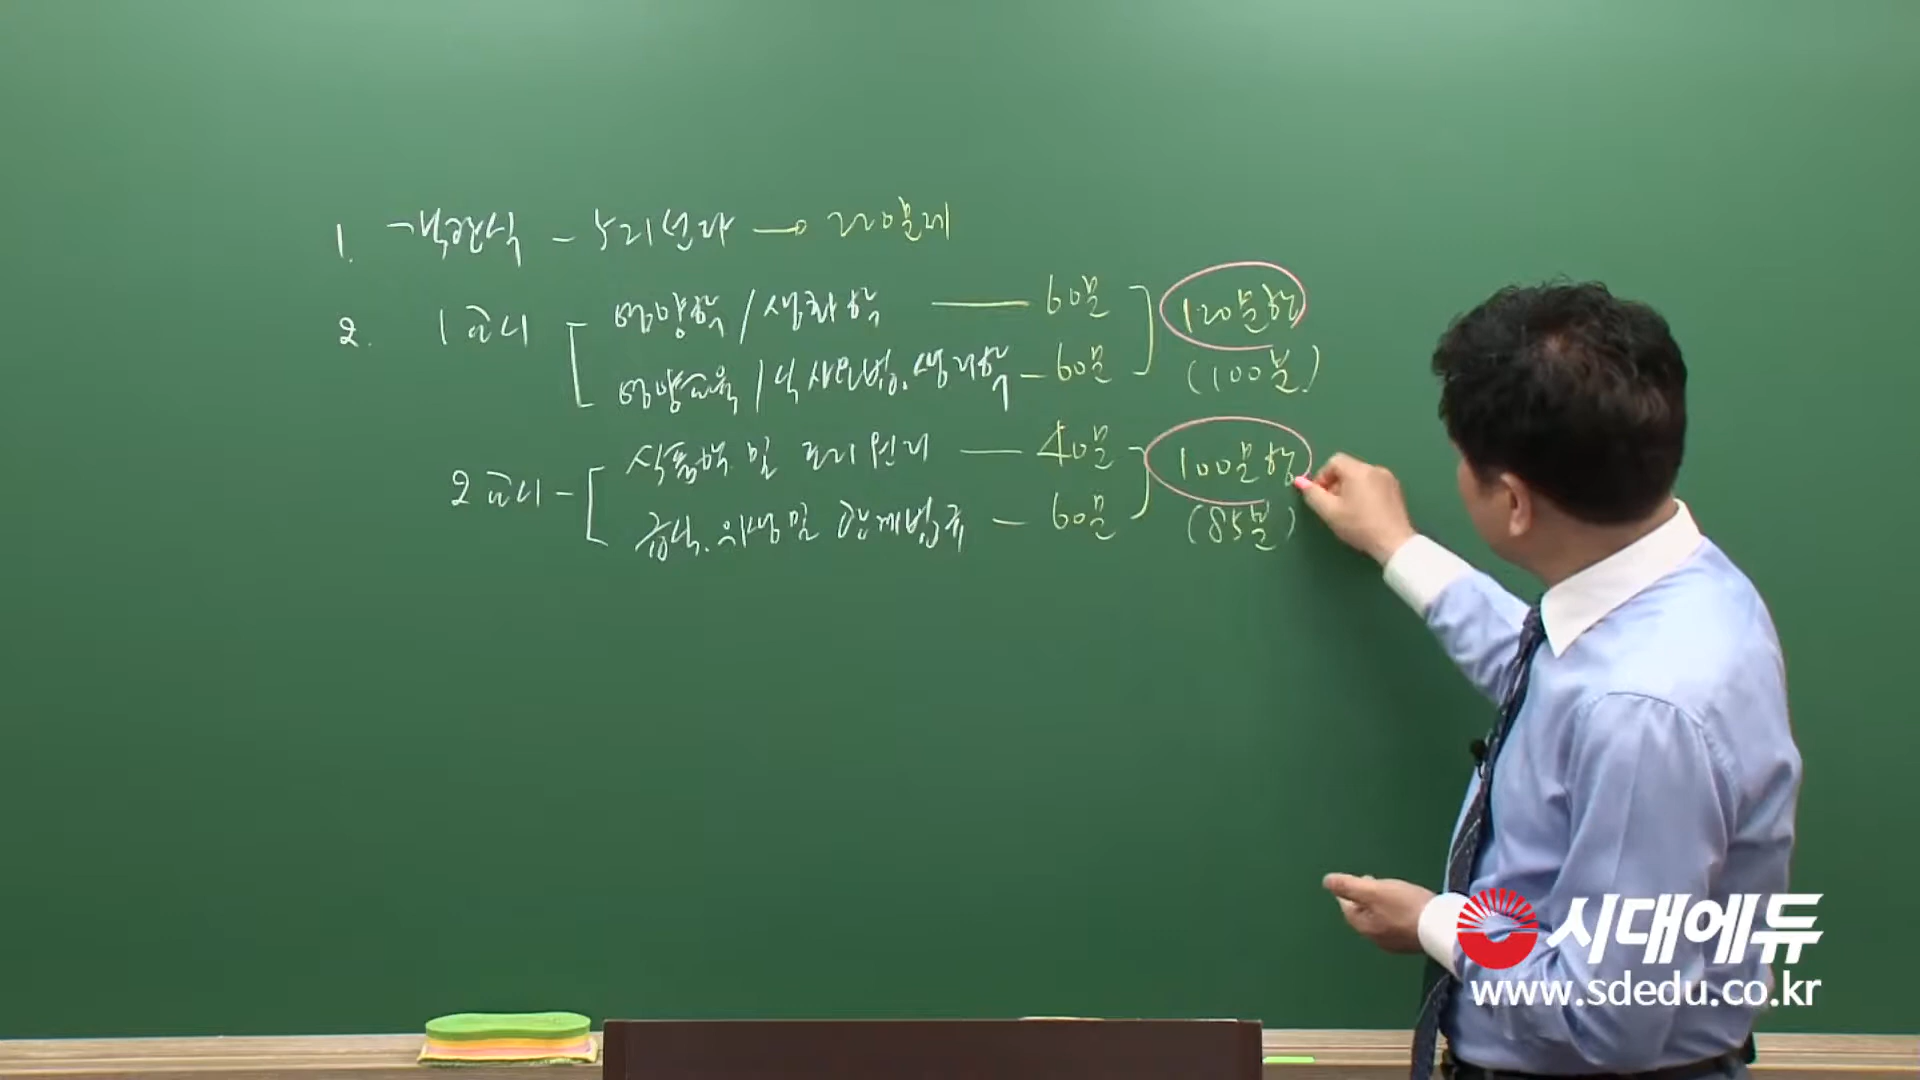 1. 객관식 - 5지선다 → 220문제
2. 1교시 [ 영양학 / 생화학 — 60문 ] 120문항
영양교육 / 식사요법. 생리학 - 60문 (100분)
2교시 - [ 식품학 및 조리원리 — 40문 ] 100문항
급식. 위생 및 관계법규 - 60문 (85분)
시대에듀
www.sdedu.co.kr